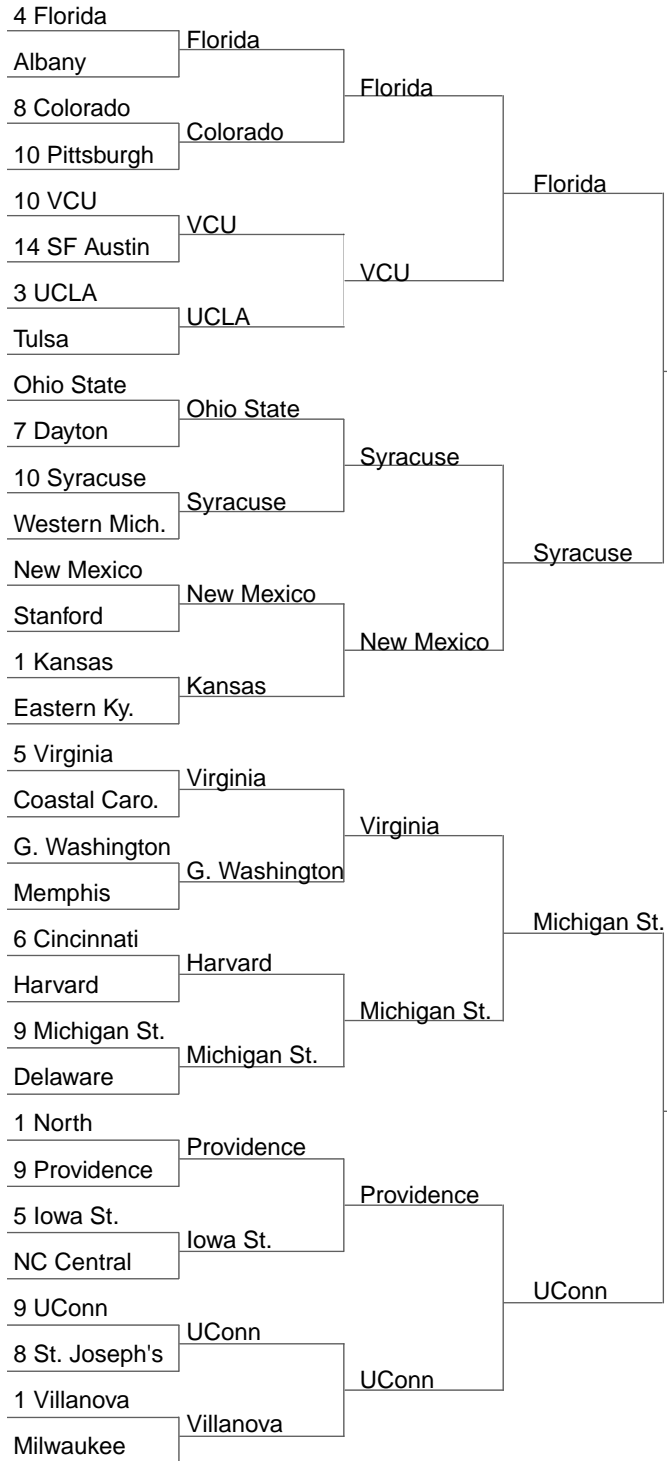 4 Florida
Albany
8 Colorado
10 Pittsburgh
10 VCU
14 SF Austin
3 UCLA
Tulsa
Ohio State
7 Dayton
10 Syracuse
Western Mich.
New Mexico
Stanford
1 Kansas
Eastern Ky.
5 Virginia
Coastal Caro.
G. Washington
Memphis
6 Cincinnati
Harvard
9 Michigan St.
Delaware
1 North
9 Providence
5 Iowa St.
NC Central
9 UConn
8 St. Joseph's
1 Villanova
Milwaukee
Florida
Colorado
VCU
UCLA
Ohio State
Syracuse
New Mexico
Kansas
Virginia
G. Washington
Harvard
Michigan St.
Providence
Iowa St.
UConn
Villanova
Florida
VCU
Syracuse
New Mexico
Virginia
Michigan St.
Providence
UConn
Florida
Syracuse
Michigan St.
UConn